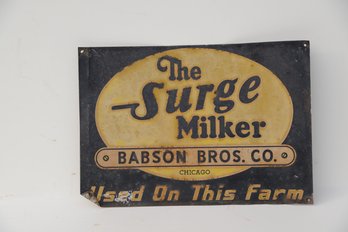 The
Surge
Milker
BABSON BROS. CO.
CHICAGO
Used On This Farm